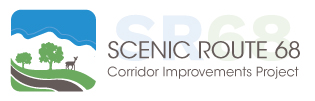 SR68
SCENIC ROUTE 68
Corridor Improvements Project